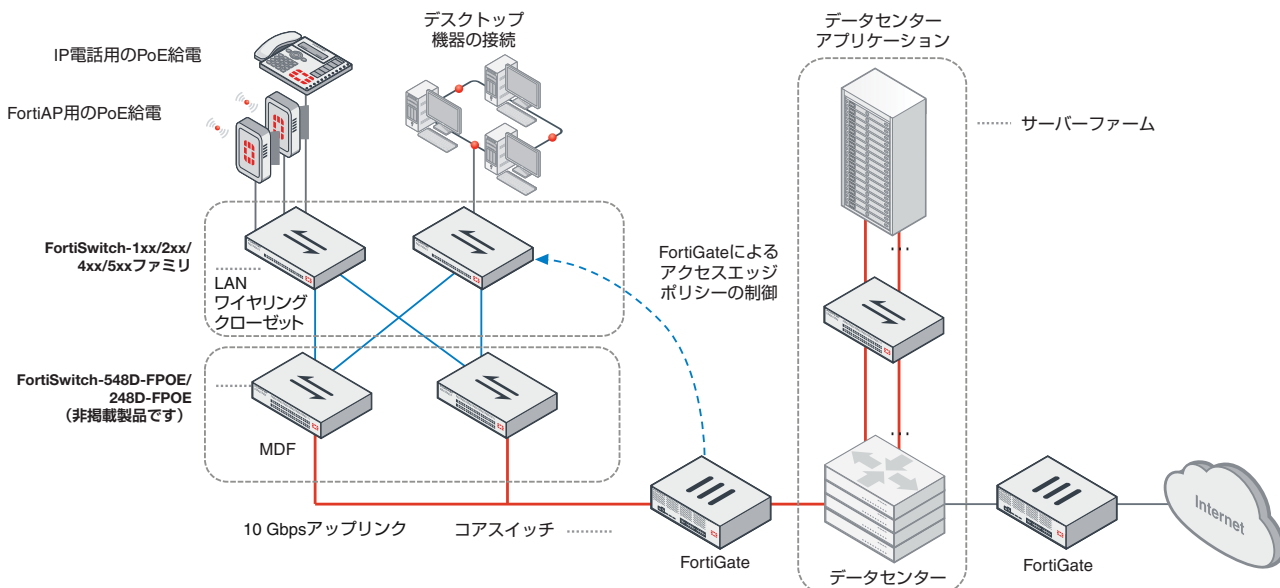 IP電話用のPoE給電
FortiAP用のPoE給電
デスクトップ
機器の接続
データセンター
アプリケーション
サーバーファーム
FortiSwitch-1xx/2xx/
4xx/5xxファミリ
LAN
ワイヤリング
クローゼット
FortiGateによる
アクセスエッジ
ポリシーの制御
FortiSwitch-548D-FPOE/
248D-FPOE
（非掲載製品です）
MDF
10 Gbpsアップリンク
コアスイッチ
FortiGate
データセンター
FortiGate
Internet